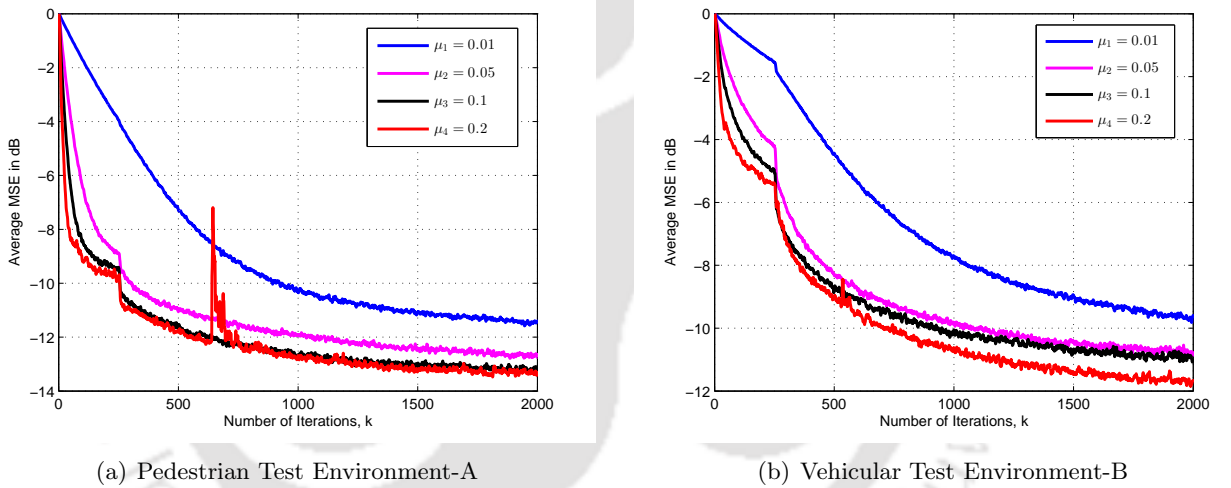 0
−2
−4
−6
−8
−10
−12
−14
0 500 1000 1500 2000
Average MSE in dB
Number of Iterations, k
μ₁ = 0.01
μ₂ = 0.05
μ₃ = 0.1
μ₄ = 0.2
(a) Pedestrian Test Environment-A
0
−2
−4
−6
−8
−10
−12
0 500 1000 1500 2000
Average MSE in dB
Number of Iterations, k
μ₁ = 0.01
μ₂ = 0.05
μ₃ = 0.1
μ₄ = 0.2
(b) Vehicular Test Environment-B